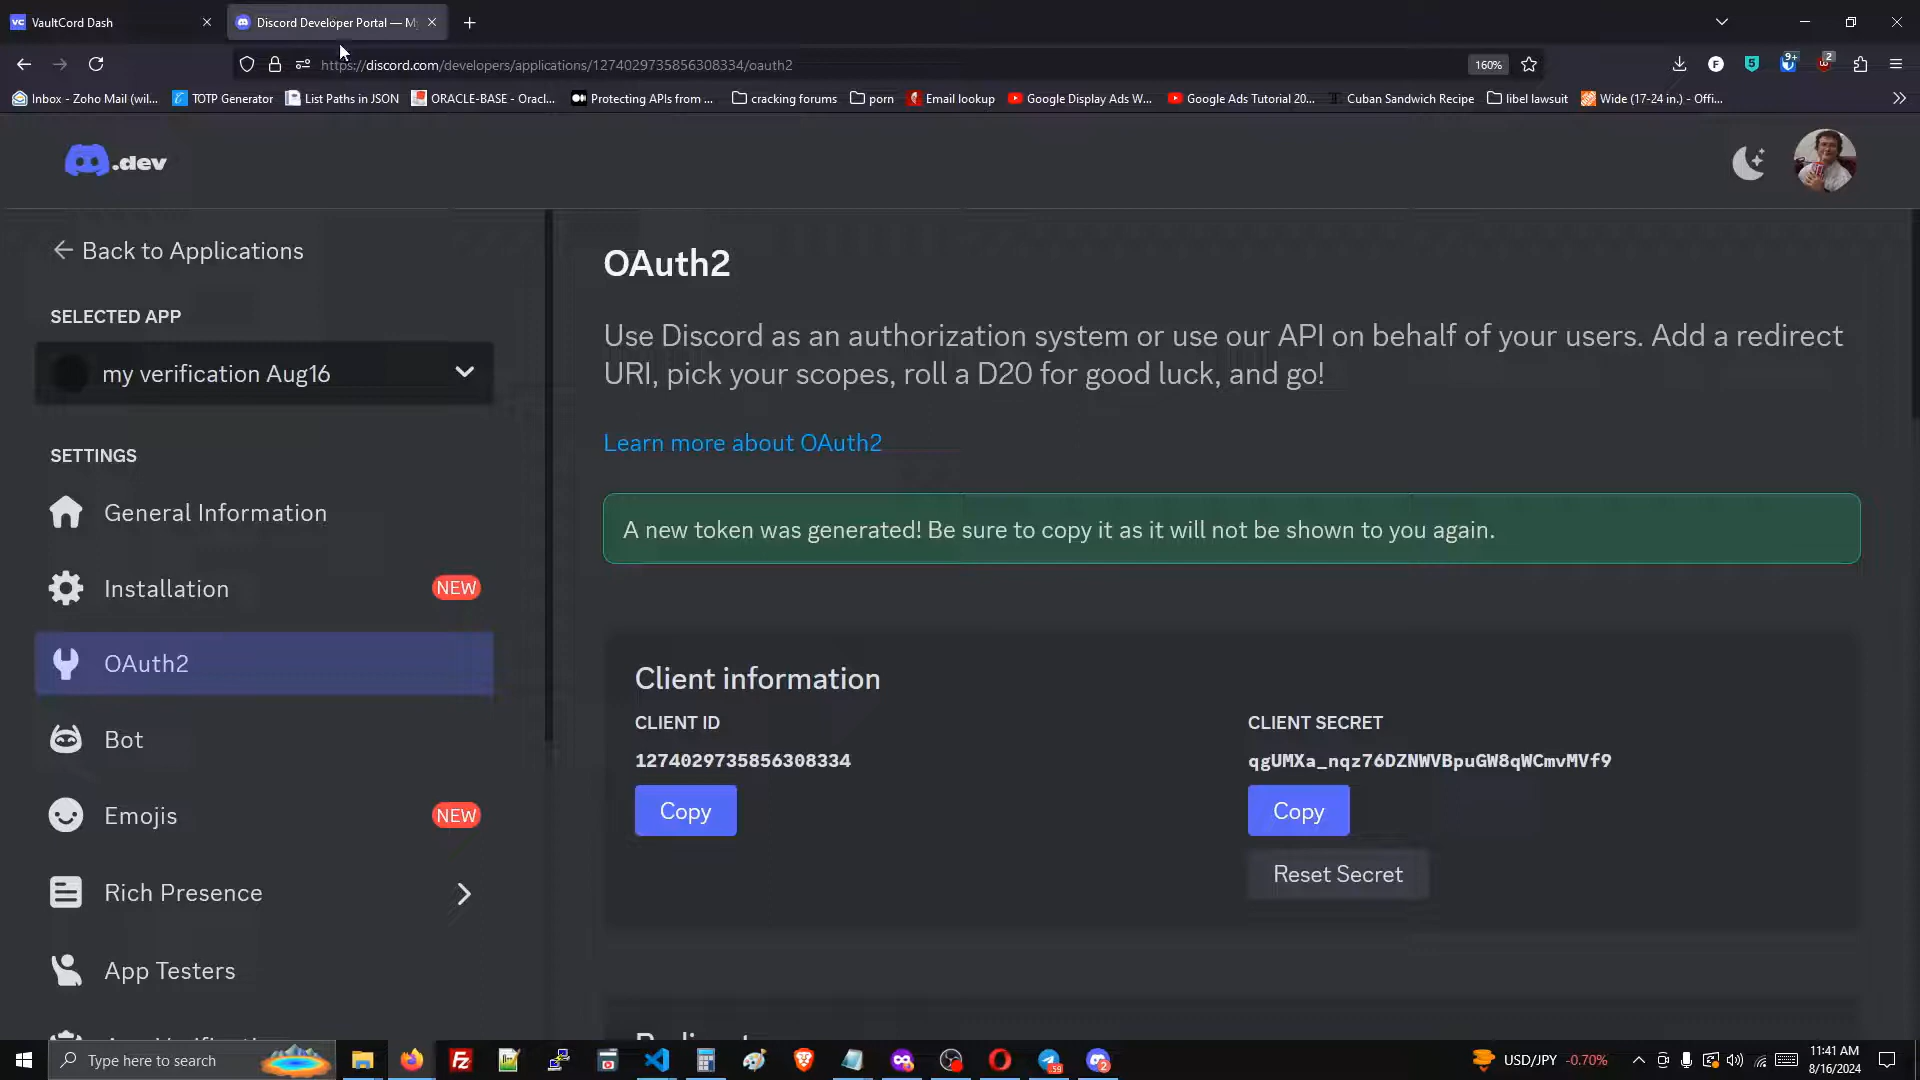 VC VaultCord Dash
Discord Developer Portal — M
https://discord.com/developers/applications/1274029735856308334/oauth2
160%
F
5
9+
2
Inbox - Zoho Mail (wil...
TOTP Generator
List Paths in JSON
ORACLE-BASE - Oracl...
Protecting APIs from ...
cracking forums
porn
Email lookup
Google Display Ads W...
Google Ads Tutorial 20...
Cuban Sandwich Recipe
libel lawsuit
Wide (17-24 in.) - Offi...
.dev
Back to Applications
SELECTED APP
my verification Aug16
SETTINGS
General Information
Installation
NEW
OAuth2
Bot
Emojis
NEW
Rich Presence
App Testers
OAuth2
Use Discord as an authorization system or use our API on behalf of your users. Add a redirect
URI, pick your scopes, roll a D20 for good luck, and go!
Learn more about OAuth2
A new token was generated! Be sure to copy it as it will not be shown to you again.
Client information
CLIENT ID
1274029735856308334
Copy
CLIENT SECRET
qgUMXa_nqz76DZNWVBpuGW8qWCmvMVf9
Copy
Reset Secret
Type here to search
USD/JPY -0.70%
11:41 AM
8/16/2024